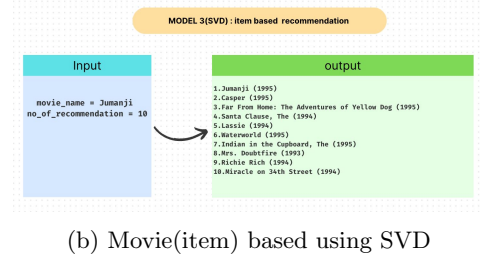 MODEL 3(SVD) : item based recommendation
Input
output
movie_name = Jumanji
no_of_recommendation = 10
1.Jumanji (1995)
2.Casper (1995)
3.Far From Home: The Adventures of Yellow Dog (1995)
4.Santa Clause, The (1994)
5.Lassie (1994)
6.Waterworld (1995)
7.Indian in the Cupboard, The (1995)
8.Mrs. Doubtfire (1993)
9.Richie Rich (1994)
10.Miracle on 34th Street (1994)
(b) Movie(item) based using SVD